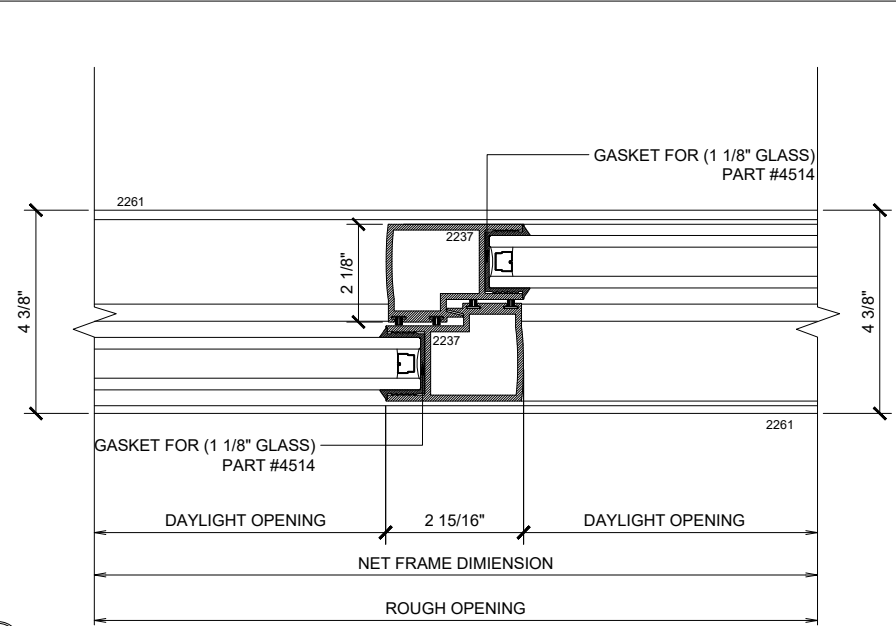 GASKET FOR (1 1/8" GLASS)
PART #4514
2261
2237
2 1/8"
4 3/8"
4 3/8"
2237
2261
GASKET FOR (1 1/8" GLASS)
PART #4514
DAYLIGHT OPENING
2 15/16"
DAYLIGHT OPENING
NET FRAME DIMIENSION
ROUGH OPENING